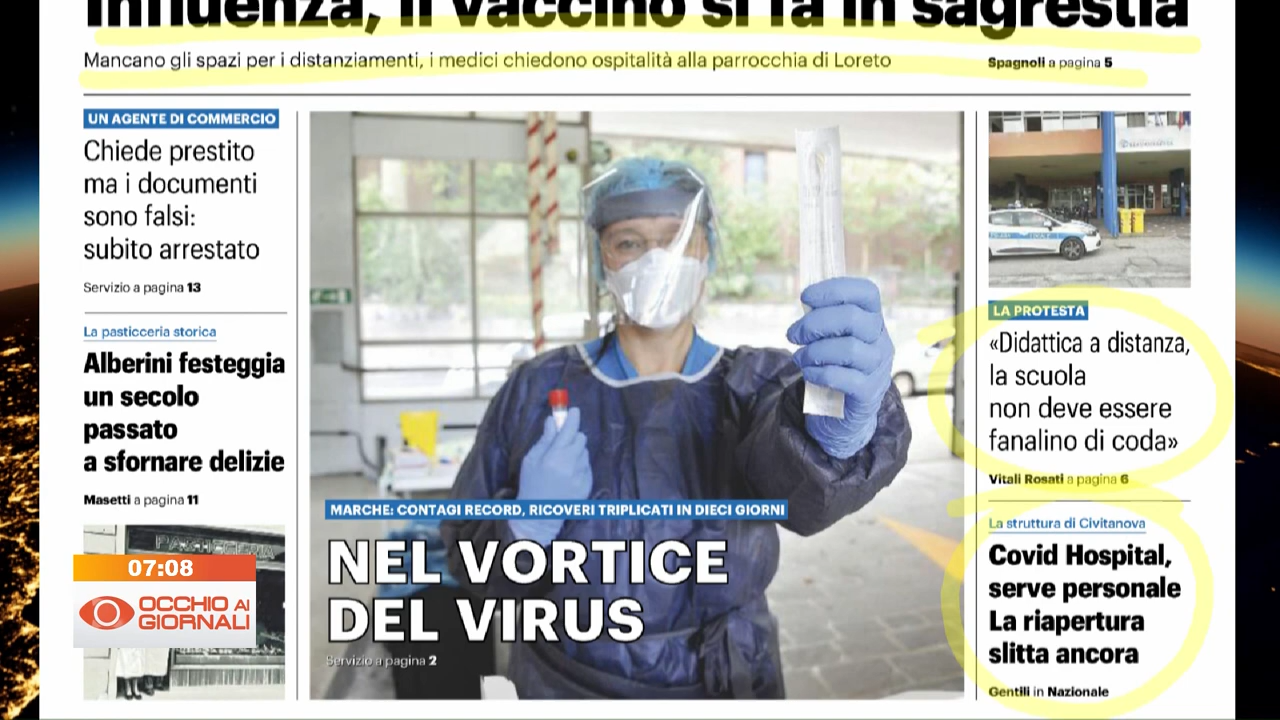 Influenza, il vaccino si fa in sagrestia
Mancano gli spazi per i distanziamenti, i medici chiedono ospitalità alla parrocchia di Loreto
Spagnoli a pagina 5
UN AGENTE DI COMMERCIO
Chiede prestito
ma i documenti
sono falsi:
subito arrestato
Servizio a pagina 13
La pasticceria storica
Alberini festeggia
un secolo
passato
a sfornare delizie
Masetti a pagina 11
PASTICCERIA
07:08
OCCHIO AI
GIORNALI
MARCHE: CONTAGI RECORD, RICOVERI TRIPLICATI IN DIECI GIORNI
NEL VORTICE
DEL VIRUS
Servizio a pagina 2
LA PROTESTA
«Didattica a distanza,
la scuola
non deve essere
fanalino di coda»
Vitali Rosati a pagina 6
La struttura di Civitanova
Covid Hospital,
serve personale
La riapertura
slitta ancora
Gentili in Nazionale